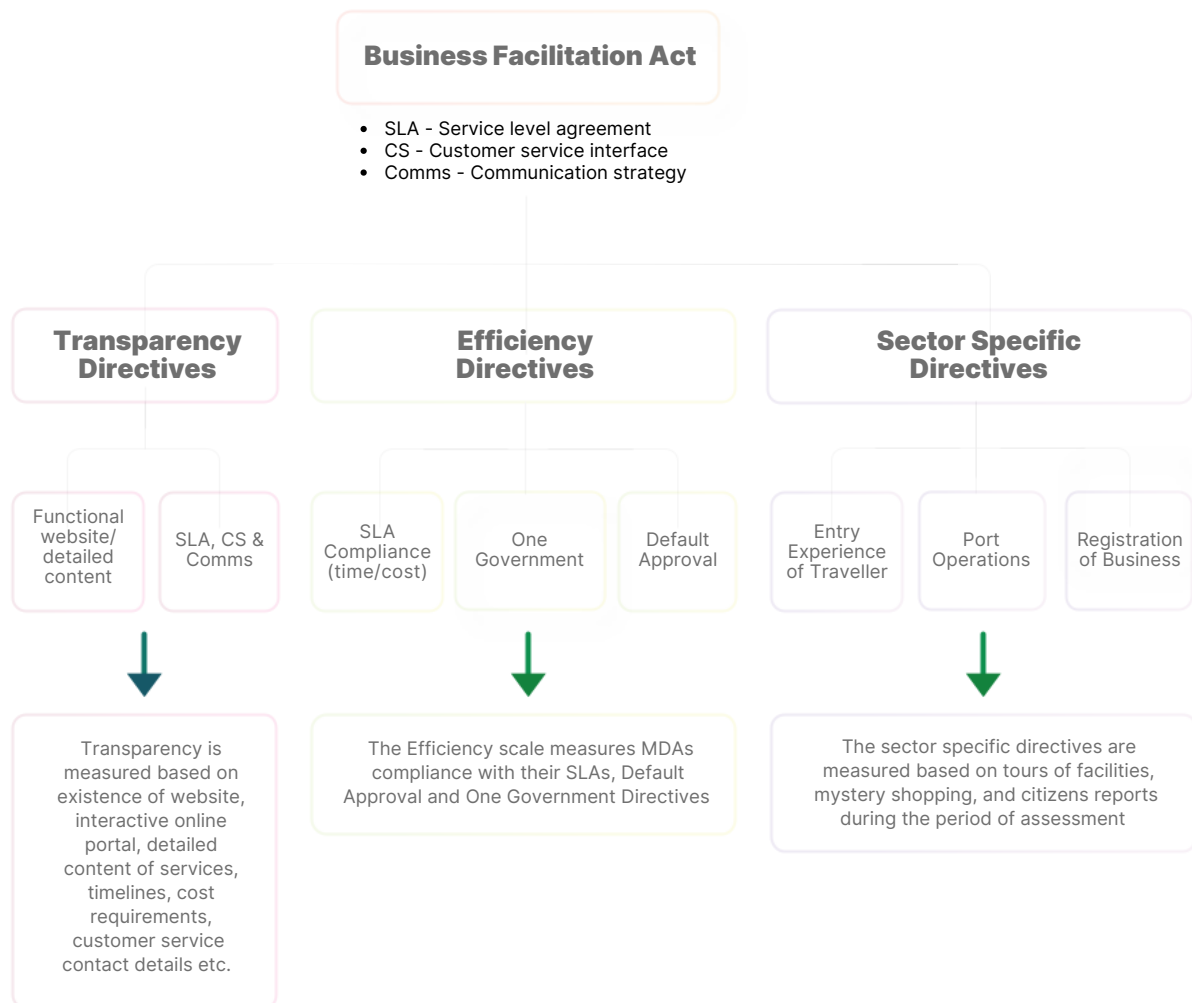 Business Facilitation Act
• SLA - Service level agreement
• CS - Customer service interface
• Comms - Communication strategy
Transparency
Directives
Efficiency
Directives
Sector Specific
Directives
Functional
website/
detailed
content
SLA, CS &
Comms
SLA
Compliance
(time/cost)
One
Government
Default
Approval
Entry
Experience
of Traveller
Port
Operations
Registration
of Business
Transparency is
measured based on
existence of website,
interactive online
portal, detailed
content of services,
timelines, cost
requirements,
customer service
contact details etc.
The Efficiency scale measures MDAs
compliance with their SLAs, Default
Approval and One Government Directives
The sector specific directives are
measured based on tours of facilities,
mystery shopping, and citizens reports
during the period of assessment